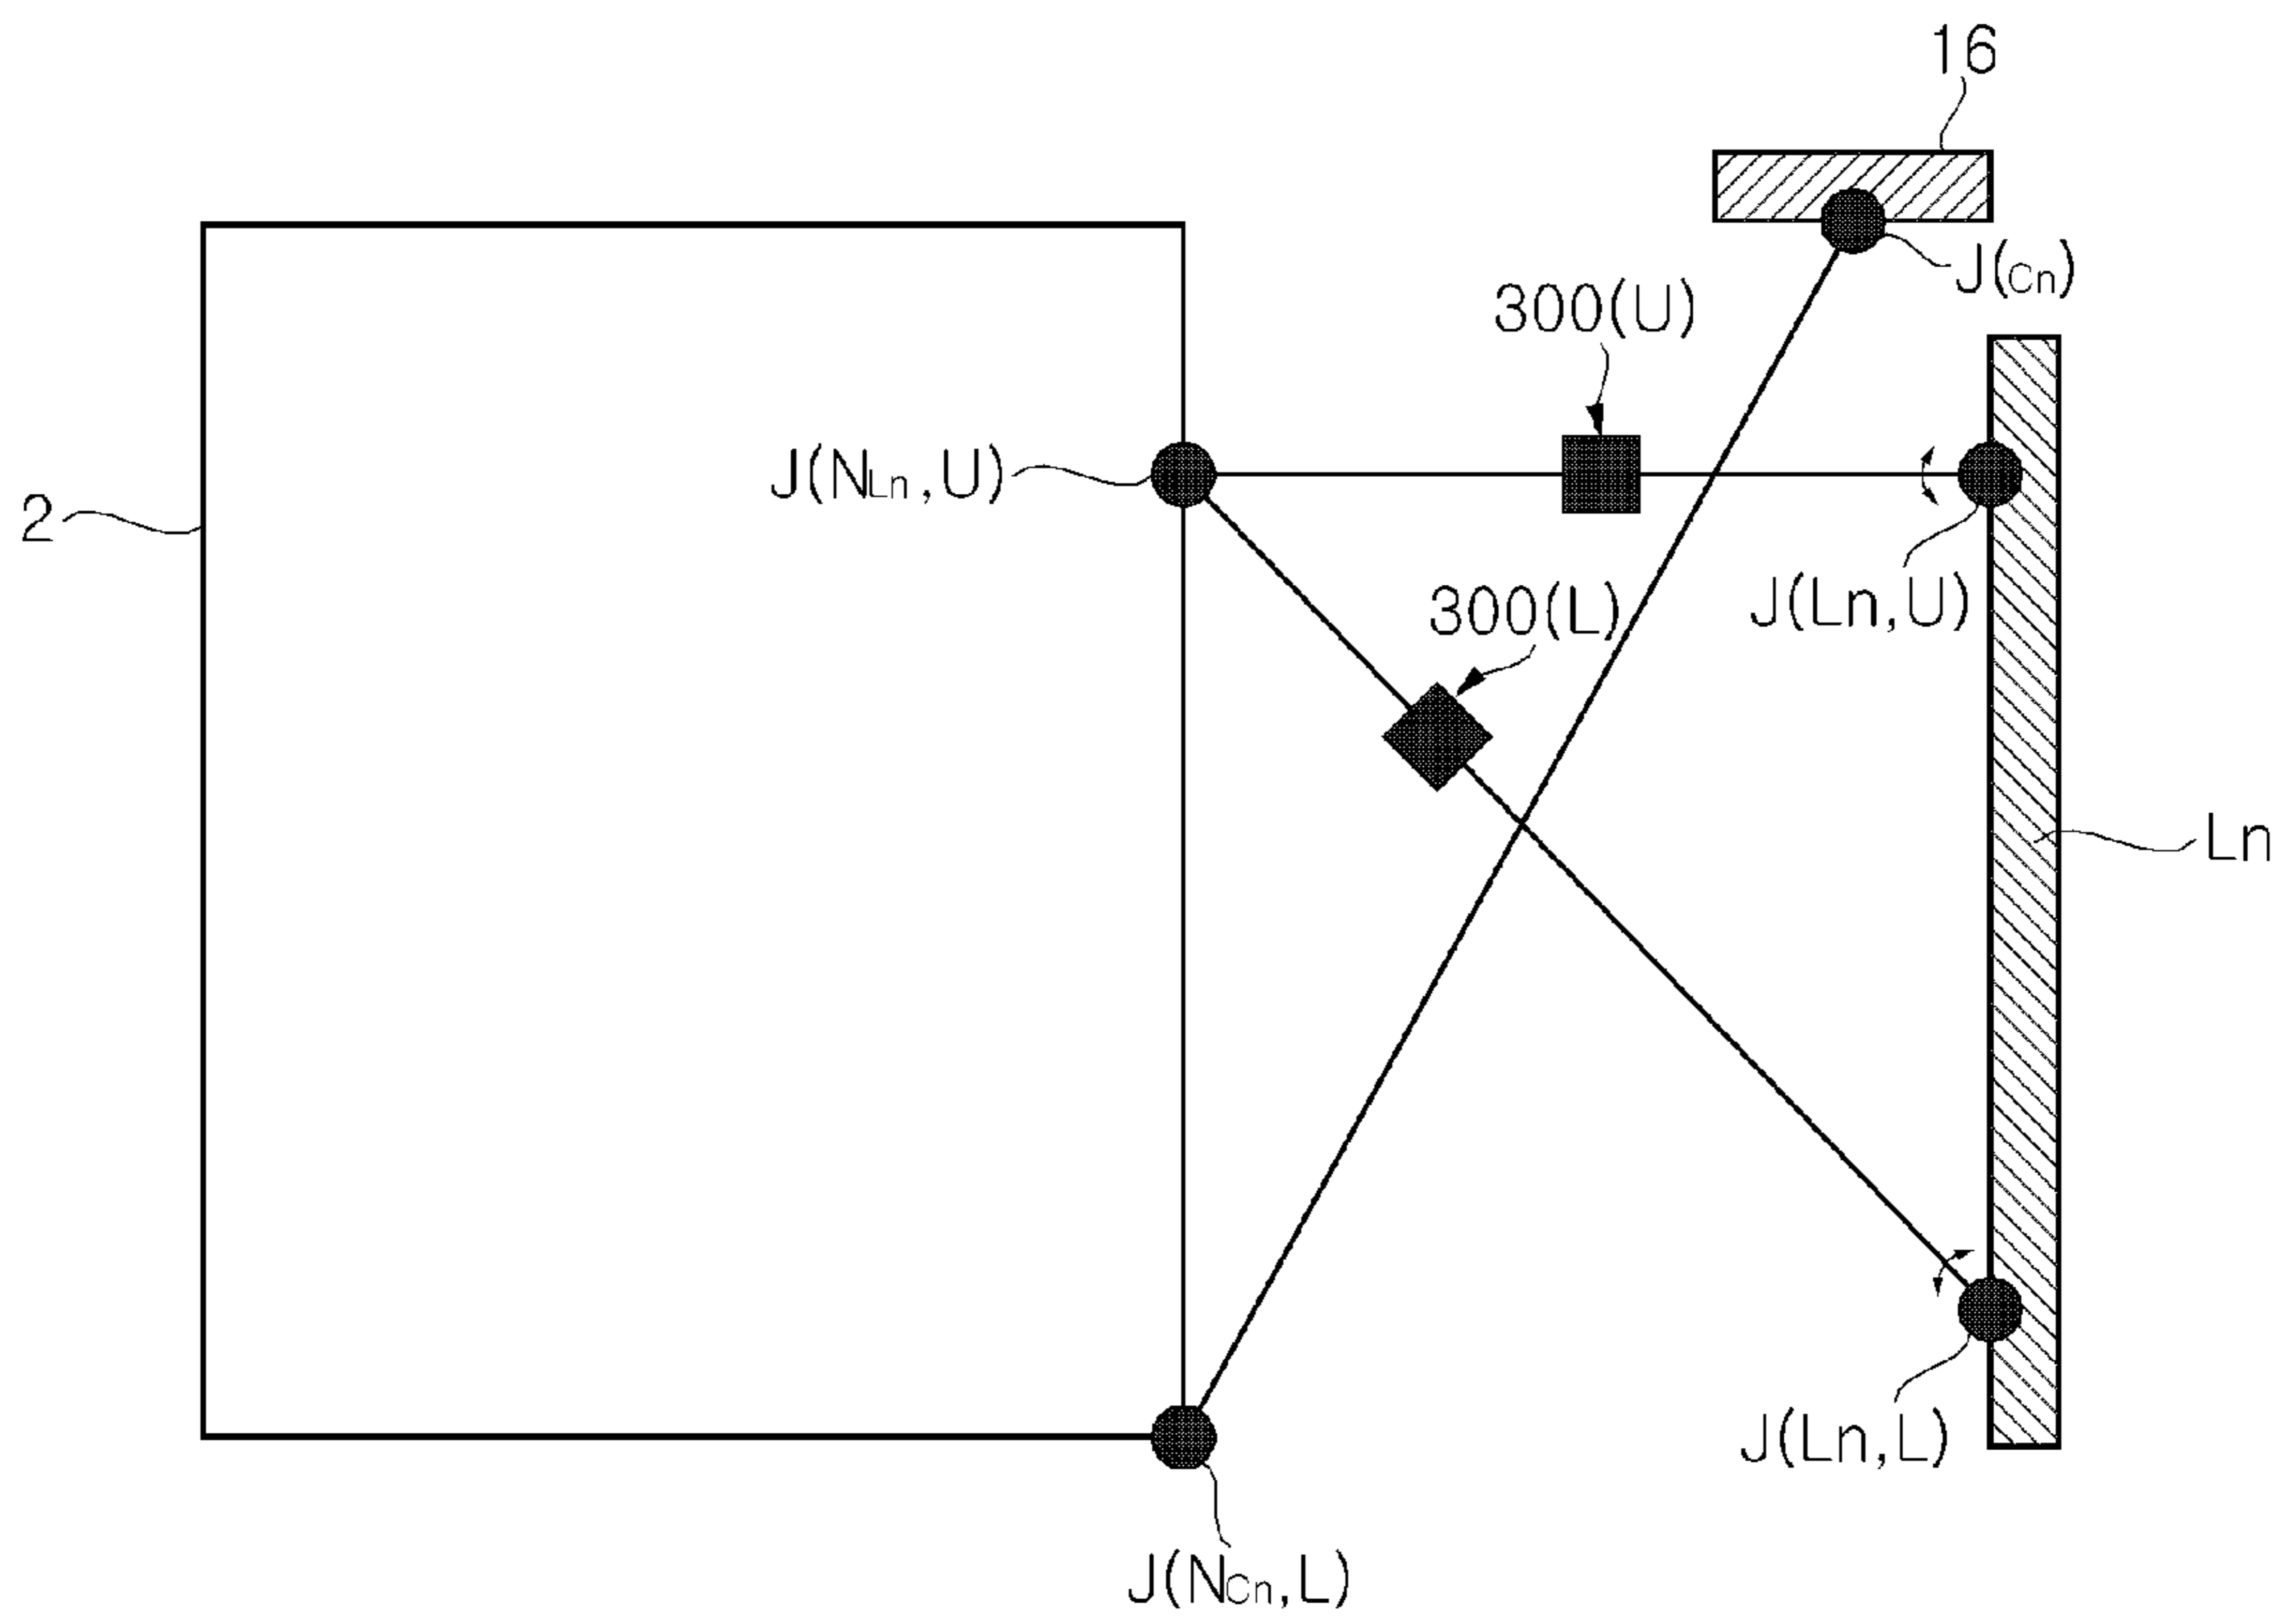 16
J(Cn)
300(U)
J(NLn,U)
2
300(L)
J(Ln,U)
Ln
J(Ln,L)
J(NCn,L)